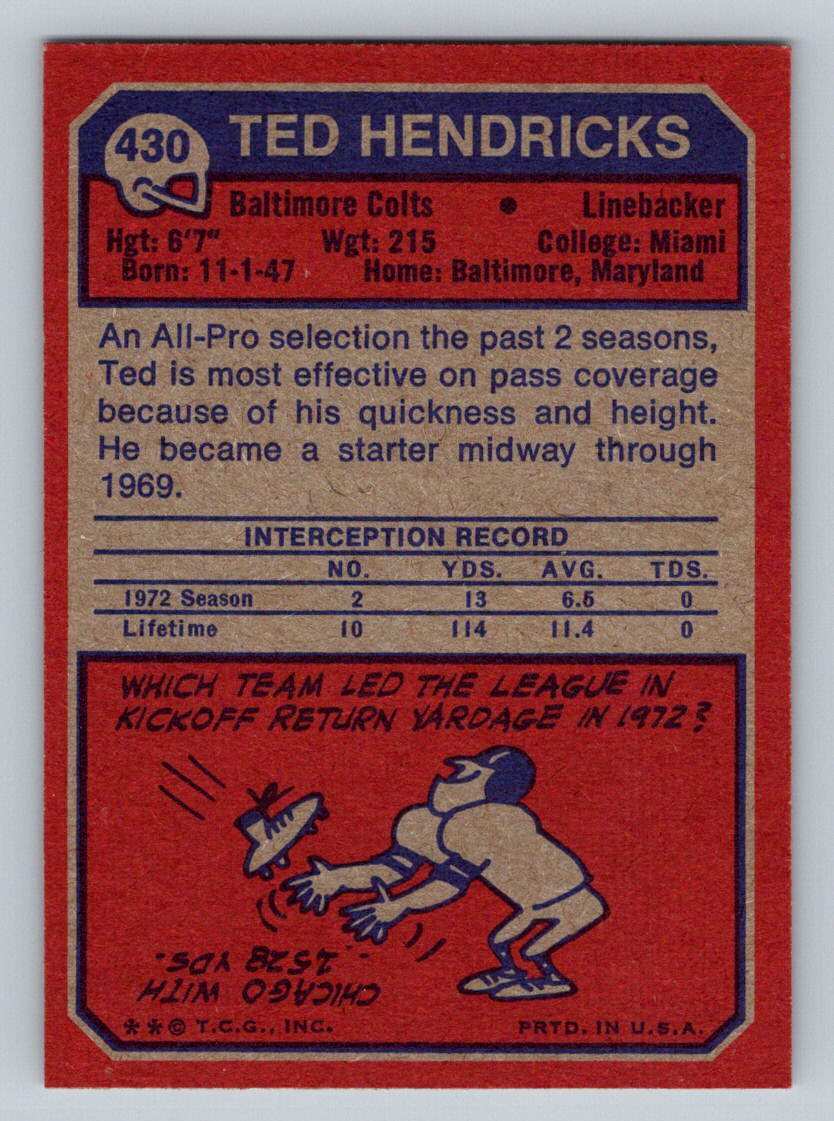 430 TED HENDRICKS
Baltimore Colts • Linebacker
Hgt: 6'7" Wgt: 215 College: Miami
Born: 11-1-47 Home: Baltimore, Maryland
An All-Pro selection the past 2 seasons,
Ted is most effective on pass coverage
because of his quickness and height.
He became a starter midway through
1969.
INTERCEPTION RECORD
NO. YDS. AVG. TDS.
1972 Season 2 13 6.5 0
Lifetime 10 114 11.4 0
WHICH TEAM LED THE LEAGUE IN
KICKOFF RETURN YARDAGE IN 1972?
CHICAGO WITH
2528 YDS.
**© T.C.G., INC. PRTD. IN U.S.A.